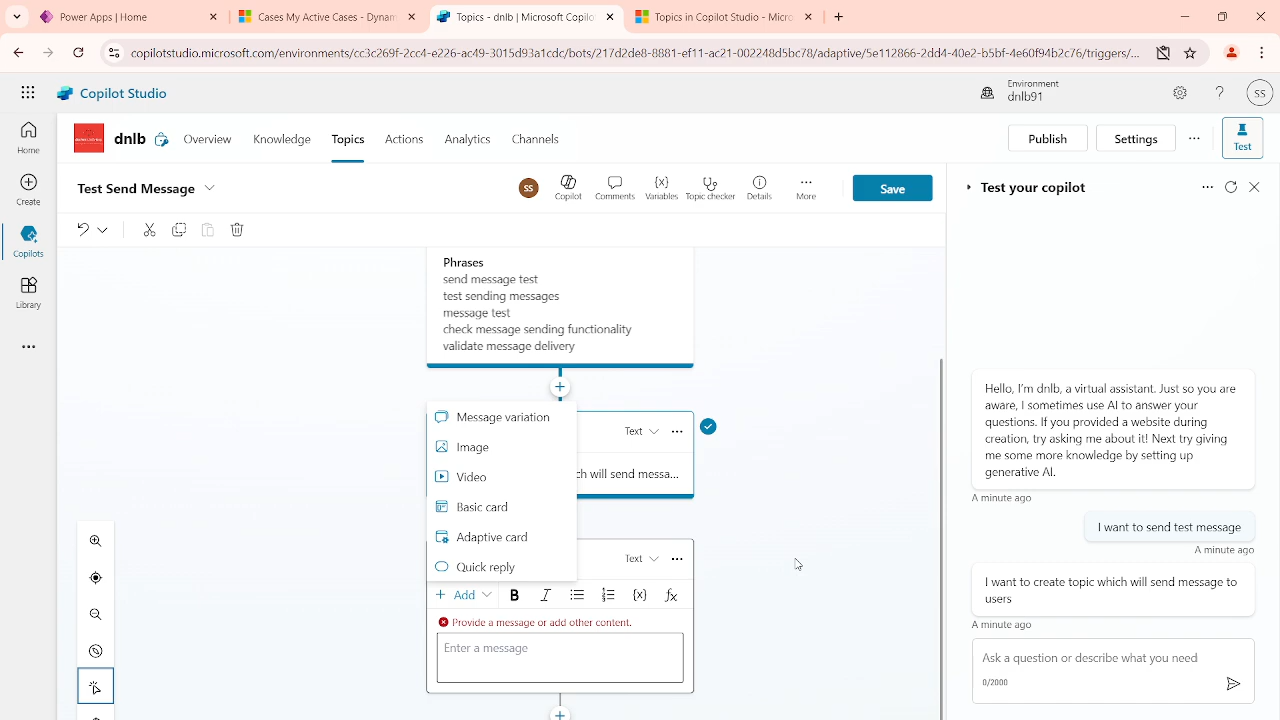 Power Apps | Home
Cases My Active Cases - Dynam
Topics - dnlb | Microsoft Copilo
Topics in Copilot Studio - Micro
copilotstudio.microsoft.com/environments/cc3c269f-2cc4-e226-ac49-3015d93a1cdc/bots/217d2de8-8881-ef11-ac21-002248d5bc78/adaptive/5e112866-2dd4-40e2-b5bf-4e60f94b2c76/triggers/...
Copilot Studio
Environment
dnlb91
SS
Home
Create
Copilots
Library
dnlb
Overview
Knowledge
Topics
Actions
Analytics
Channels
Publish
Settings
Test
Test Send Message
SS
Copilot
Comments
Variables
Topic checker
Details
More
Save
Phrases
send message test
test sending messages
message test
check message sending functionality
validate message delivery
Message variation
Image
Video
Basic card
Adaptive card
Quick reply
Text
ch will send messa...
Text
Add
Provide a message or add other content.
Enter a message
Test your copilot
Hello, I'm dnlb, a virtual assistant. Just so you are
aware, I sometimes use AI to answer your
questions. If you provided a website during
creation, try asking me about it! Next try giving
me some more knowledge by setting up
generative AI.
A minute ago
I want to send test message
A minute ago
I want to create topic which will send message to
users
A minute ago
Ask a question or describe what you need
0/2000